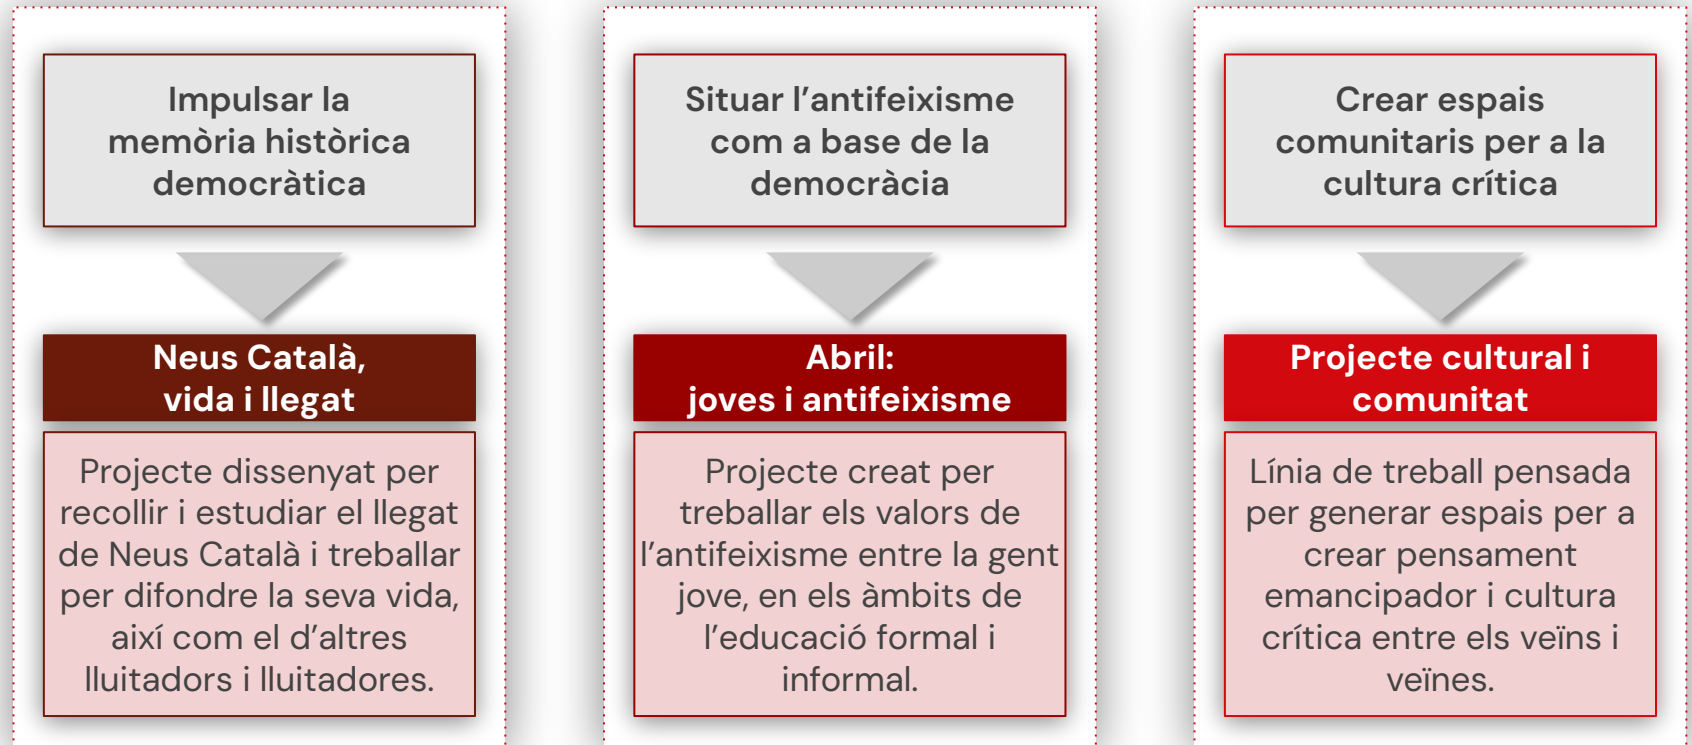 Impulsar la
memòria històrica
democràtica
Neus Català,
vida i llegat
Projecte dissenyat per
recollir i estudiar el llegat
de Neus Català i treballar
per difondre la seva vida,
així com el d’altres
lluitadors i lluitadores.
Situar l’antifeixisme
com a base de la
democràcia
Abril:
joves i antifeixisme
Projecte creat per
treballar els valors de
l’antifeixisme entre la gent
jove, en els àmbits de
l’educació formal i
informal.
Crear espais
comunitaris per a la
cultura crítica
Projecte cultural i
comunitat
Línia de treball pensada
per generar espais per a
crear pensament
emancipador i cultura
crítica entre els veïns i
veïnes.